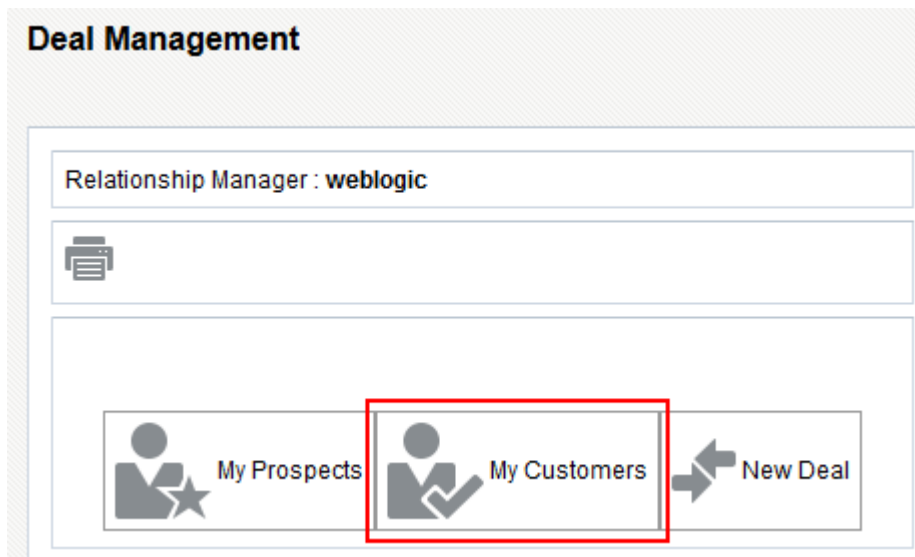 Deal Management
Relationship Manager : weblogic
My Prospects
My Customers
New Deal